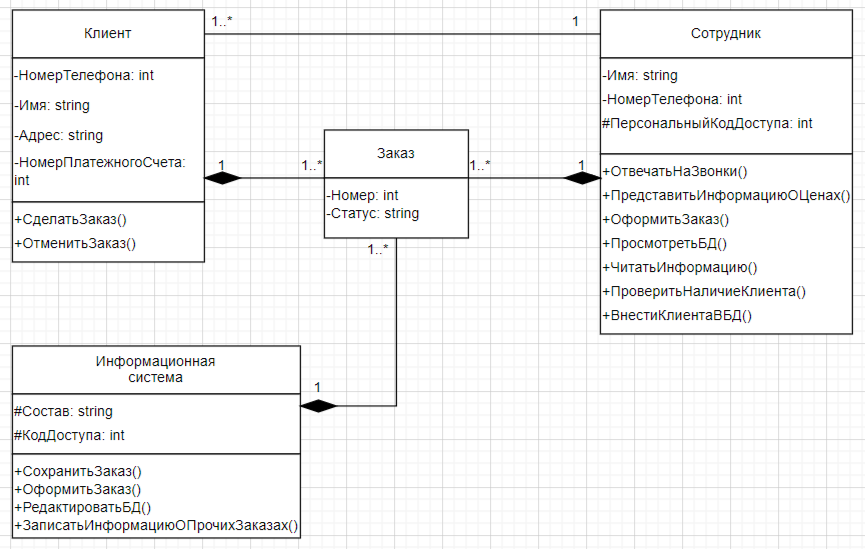 Клиент
-НомерТелефона: int
-Имя: string
-Адрес: string
-НомерПлатежногоСчета:
int
+СделатьЗаказ()
+ОтменитьЗаказ()
1..*
1
Сотрудник
-Имя: string
-НомерТелефона: int
#ПерсональныйКодДоступа: int
+ОтвечатьНаЗвонки()
+ПредставитьИнформациюОЦенах()
+ОформитьЗаказ()
+ПросмотретьБД()
+ЧитатьИнформацию()
+ПроверитьНаличиеКлиента()
+ВнестиКлиентаВБД()
1
1..*
Заказ
-Номер: int
-Статус: string
1..*
1
1..*
1
Информационная
система
#Состав: string
#КодДоступа: int
+СохранитьЗаказ()
+ОформитьЗаказ()
+РедактироватьБД()
+ЗаписатьИнформациюОПрочихЗаказах()